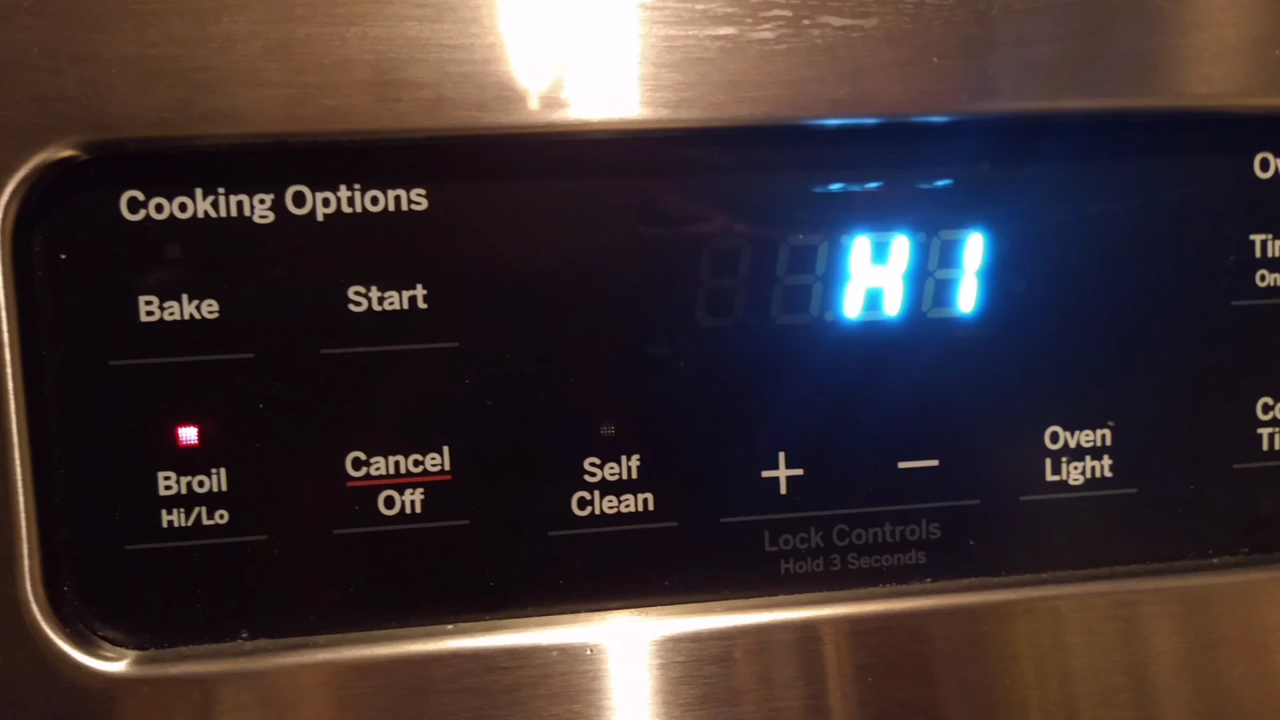 Cooking Options
HI
Bake
Start
Broil
Hi/Lo
Cancel
Off
Self
Clean
+ −
Lock Controls
Hold 3 Seconds
Oven
Light